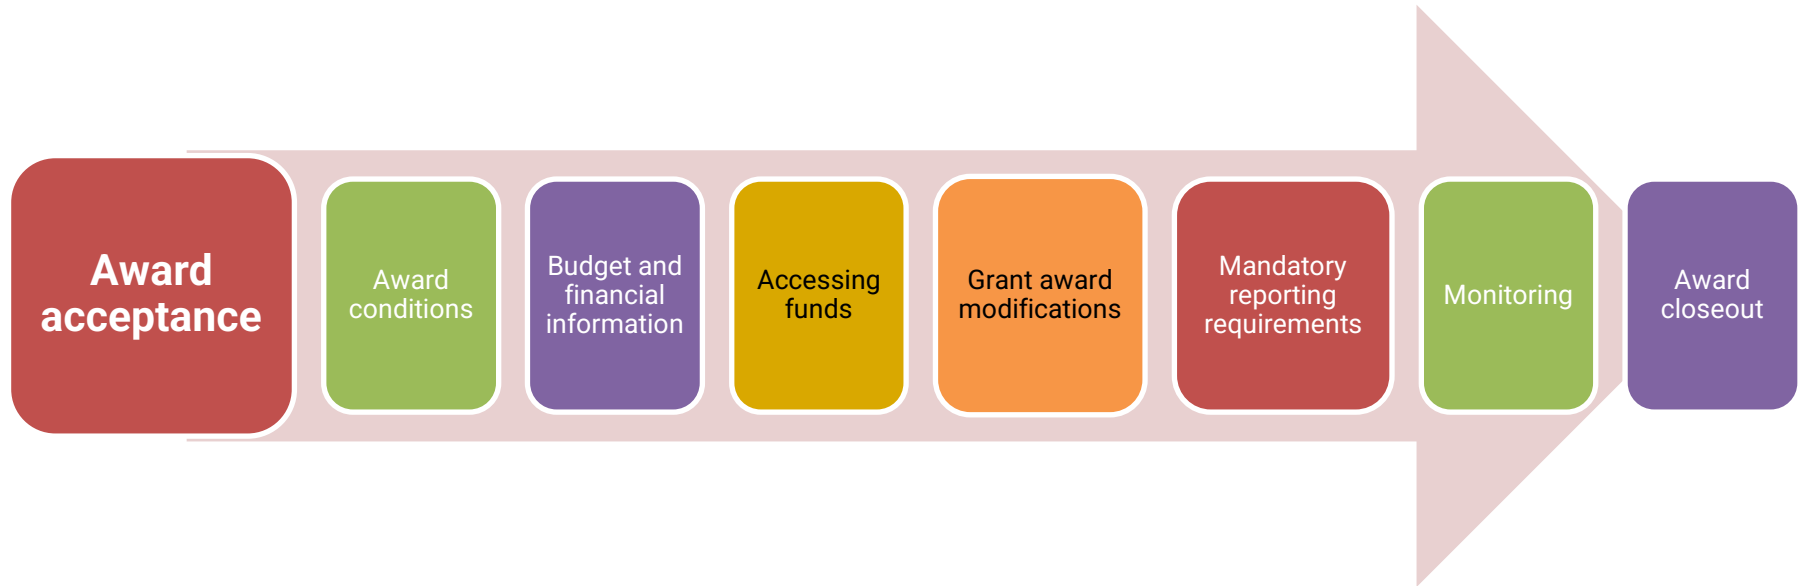 Award
acceptance
Award
conditions
Budget and
financial
information
Accessing
funds
Grant award
modifications
Mandatory
reporting
requirements
Monitoring
Award
closeout